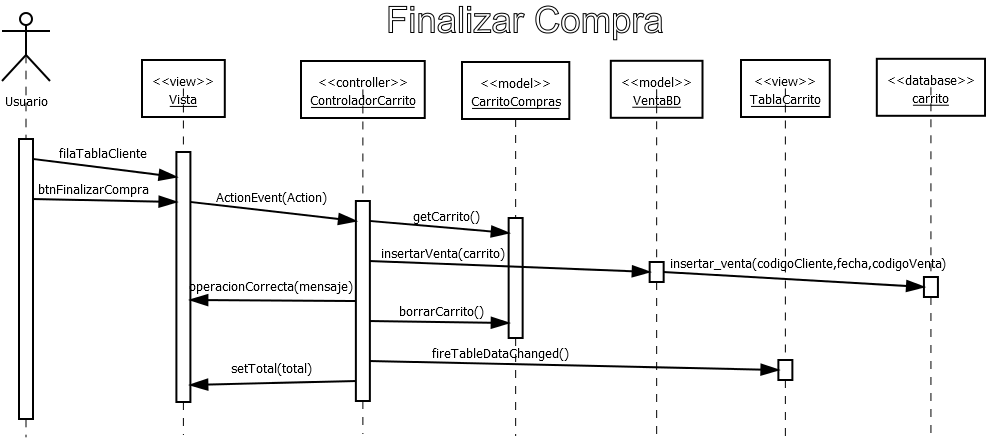 Finalizar Compra
Usuario
<<view>>
Vista
<<controller>>
ControladorCarrito
<<model>>
CarritoCompras
<<model>>
VentaBD
<<view>>
TablaCarrito
<<database>>
carrito
filaTablaCliente
btnFinalizarCompra
ActionEvent(Action)
getCarrito()
insertarVenta(carrito)
insertar_venta(codigoCliente,fecha,codigoVenta)
operacionCorrecta(mensaje)
borrarCarrito()
fireTableDataChanged()
setTotal(total)